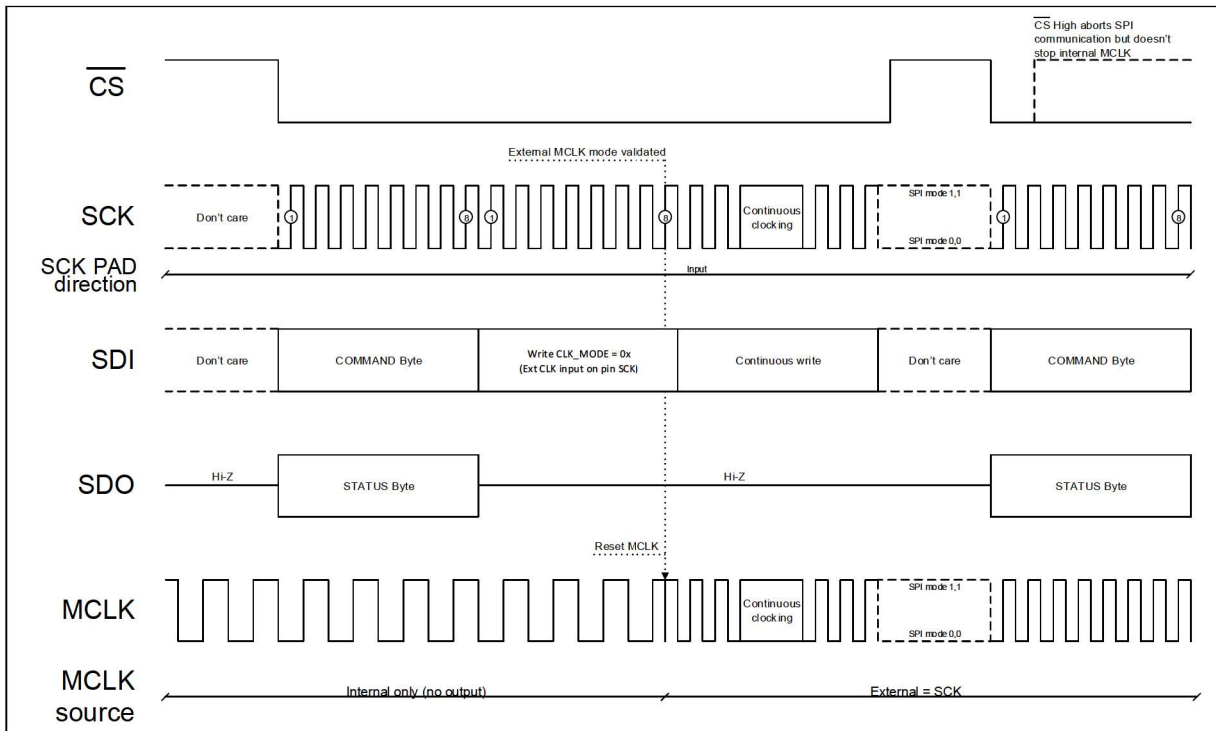 CS High aborts SPI
communication but doesn't
stop internal MCLK
CS
External MCLK mode validated
SCK
Don't care
1
8
1
8
Continuous
clocking
SPI mode 1,1
SPI mode 0,0
1
8
SCK PAD
direction
Input
SDI
Don't care
COMMAND Byte
Write CLK_MODE = 0x
(Ext CLK input on pin SCK)
Continuous write
Don't care
COMMAND Byte
SDO
Hi-Z
STATUS Byte
Hi-Z
STATUS Byte
Reset MCLK
MCLK
Continuous
clocking
SPI mode 1,1
SPI mode 0,0
MCLK
source
Internal only (no output)
External = SCK